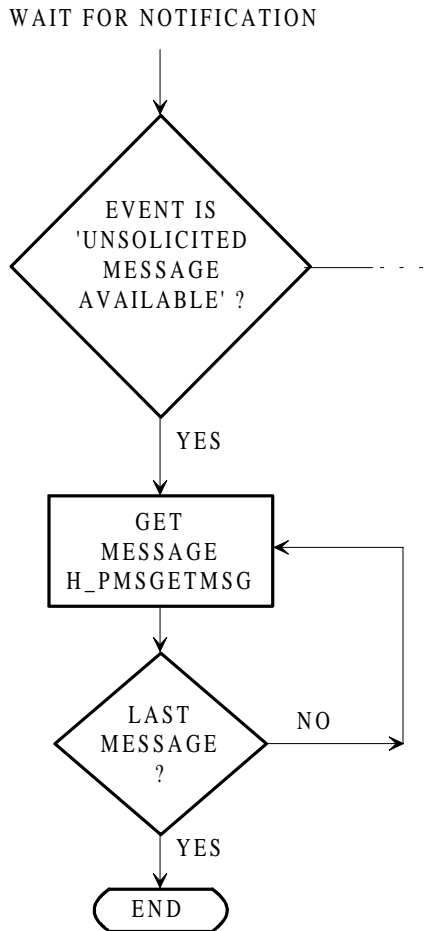 WAIT FOR NOTIFICATION
EVENT IS
'UNSOLICITED
MESSAGE
AVAILABLE' ?
YES
GET
MESSAGE
H_PMSGETMSG
LAST
MESSAGE
?
NO
YES
END